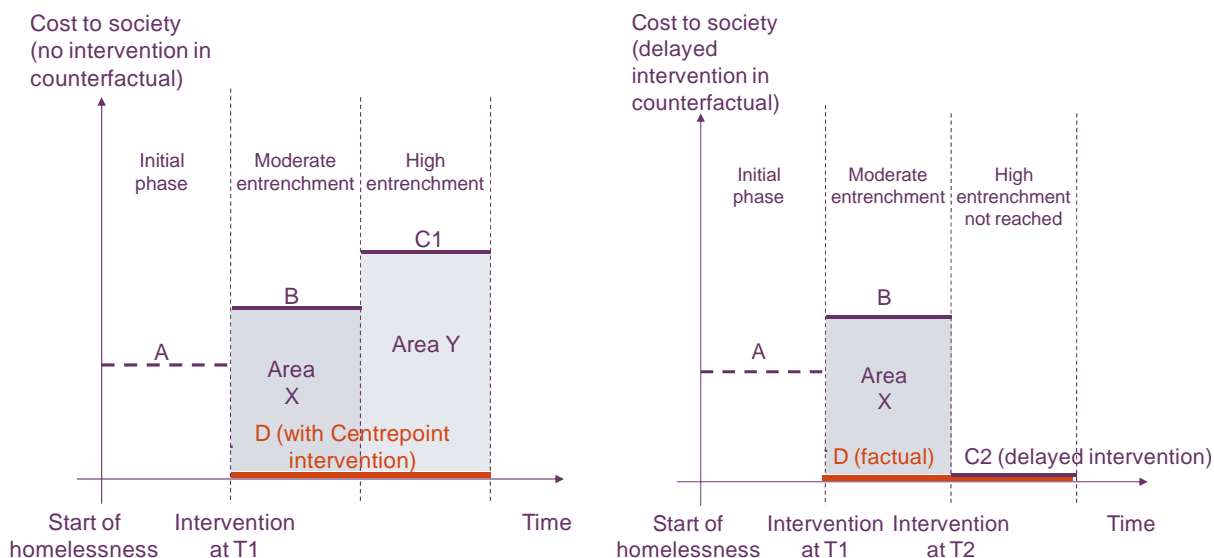 Cost to society
(no intervention in
counterfactual)
Initial
phase
Moderate
entrenchment
High
entrenchment
C1
B
A
Area
X
Area Y
D (with Centrepoint
intervention)
Start of
homelessness
Intervention
at T1
Time
Cost to society
(delayed
intervention in
counterfactual)
Initial
phase
Moderate
entrenchment
High
entrenchment
not reached
B
A
Area
X
D (factual)
C2 (delayed intervention)
Start of
homelessness
Intervention
at T1
Intervention
at T2
Time